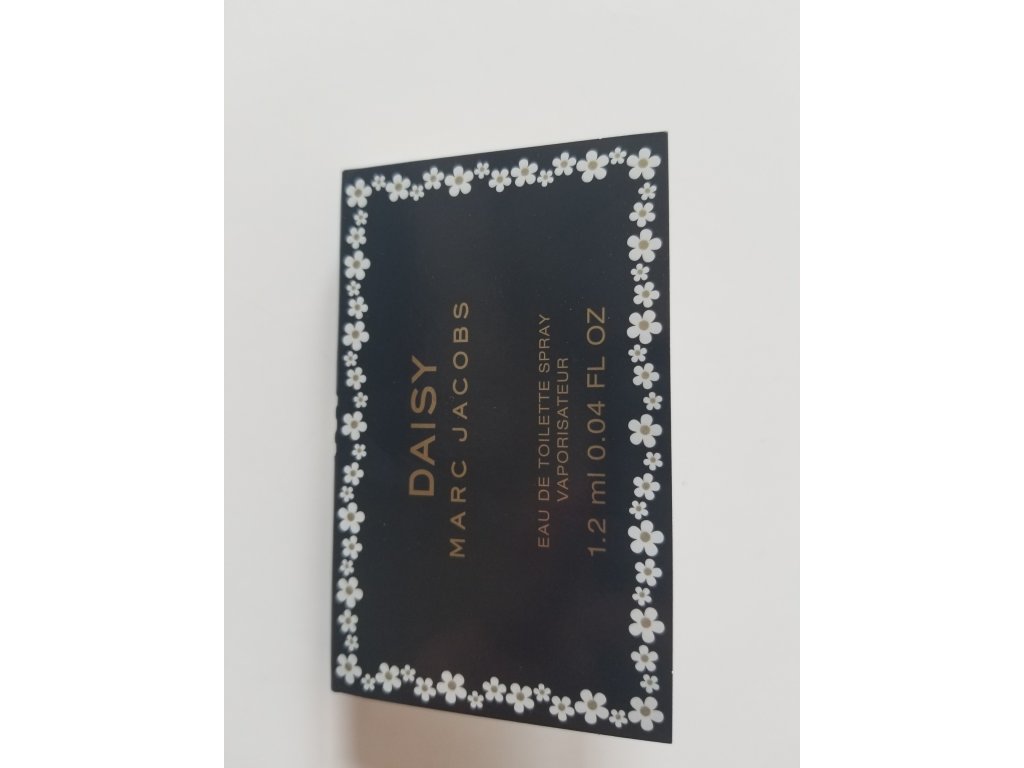 DAISY
MARC JACOBS
EAU DE TOILETTE SPRAY
VAPORISATEUR
1.2 ml 0.04 FL OZ